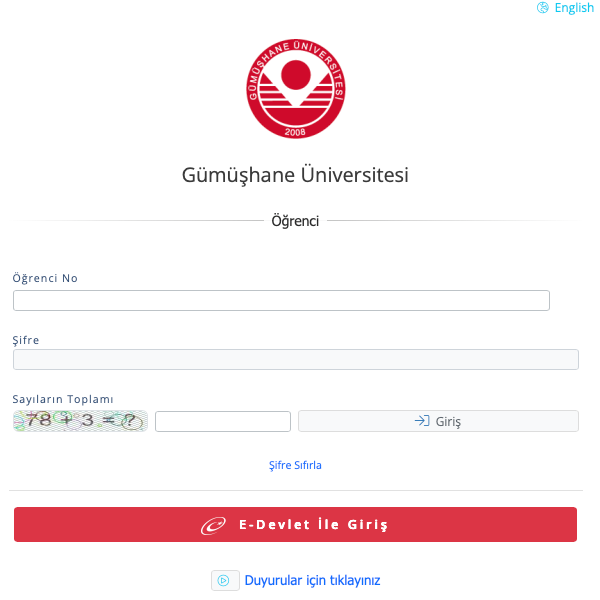 English
GÜMÜŞHANE ÜNİVERSİTESİ
2008
Gümüşhane Üniversitesi
Öğrenci
Öğrenci No
Şifre
Sayıların Toplamı
78 + 3 = ?
Giriş
Şifre Sıfırla
E-Devlet İle Giriş
Duyurular için tıklayınız